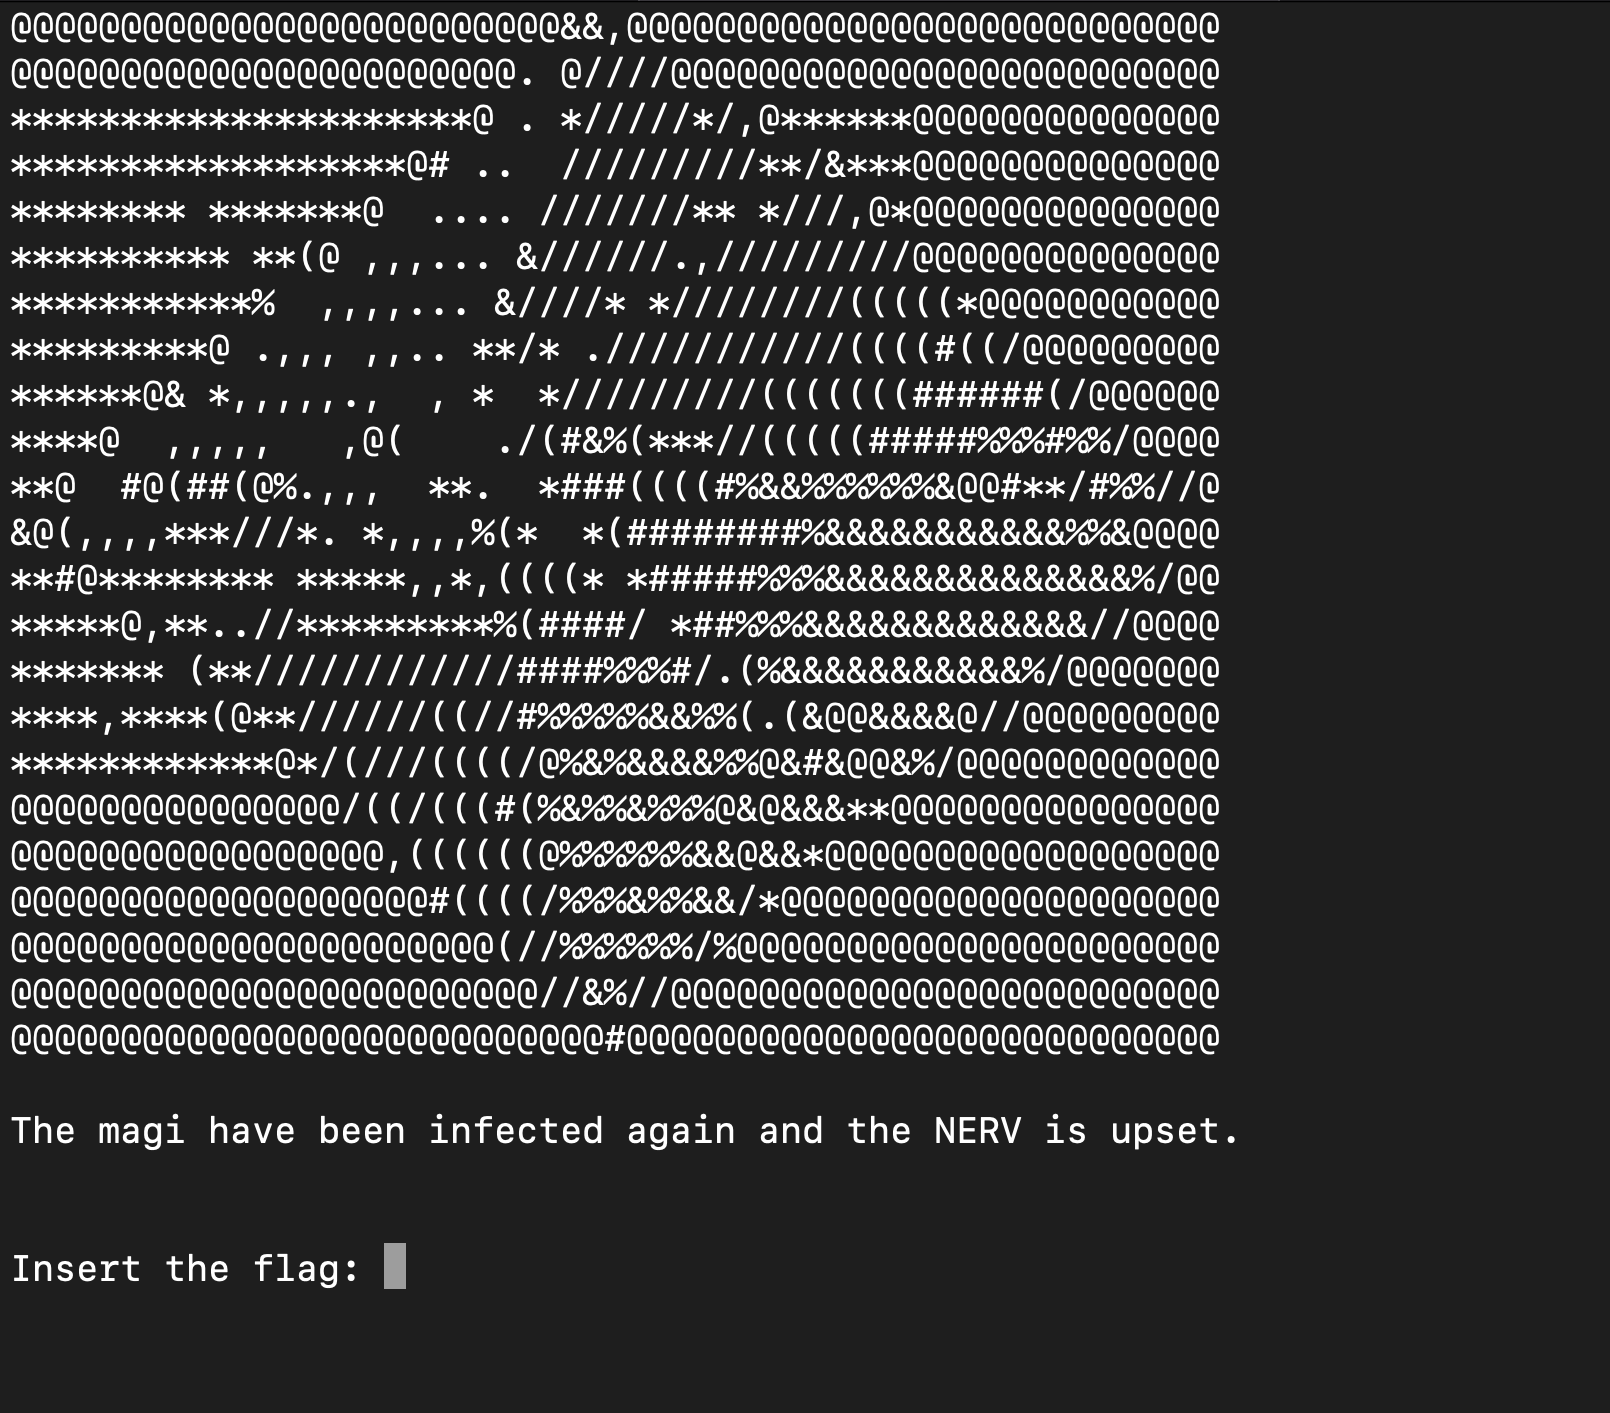 @@@@@@@@@@@@@@@@@@@@@@@@@&&,@@@@@@@@@@@@@@@@@@@@@@@@@@@
@@@@@@@@@@@@@@@@@@@@@@@. @////@@@@@@@@@@@@@@@@@@@@@@@@@
*********************@ . */////*/,@******@@@@@@@@@@@@@@
******************@# ..  /////////**/&***@@@@@@@@@@@@@@
******** *******@  .... ///////** *///,@*@@@@@@@@@@@@@@
********** **(@ ,,,... &//////.,/////////@@@@@@@@@@@@@@
***********%  ,,,,... &////* *////////(((((*@@@@@@@@@@@
*********@ .,,, ,,.. **/* .///////////((((#((/@@@@@@@@@
******@& *,,,,,.,  , *  */////////(((((((######(/@@@@@@
****@  ,,,,,   ,@(    ./(#&%(***//(((((#####%%%#%%/@@@@
**@  #@(##(@%.,,,  **.  *###((((#%&&%%%%%%&@@#**/#%%//@
&@(,,,,***///*. *,,,,%(*  *(########%&&&&&&&&&&&%%&@@@@
**#@******** *****,,*,((((* *#####%%%&&&&&&&&&&&&&&%/@@
*****@,**..//*********%(####/ *##%%%&&&&&&&&&&&&&//@@@@
******* (**////////////####%%%#/.(%&&&&&&&&&&&%/@@@@@@@
****,****(@**//////((//#%%%%%&&%%(.(&@@&&&&@//@@@@@@@@@
************@*/(///((((/@%&%&&&&%%@&#&@@&%/@@@@@@@@@@@@
@@@@@@@@@@@@@@@/((/(((#(%&%%&%%%@&@&&&**@@@@@@@@@@@@@@@
@@@@@@@@@@@@@@@@@,((((((@%%%%%%&&@&&*@@@@@@@@@@@@@@@@@@
@@@@@@@@@@@@@@@@@@@#((((/%%%&%%&&/*@@@@@@@@@@@@@@@@@@@@
@@@@@@@@@@@@@@@@@@@@@@(//%%%%%%/%@@@@@@@@@@@@@@@@@@@@@@
@@@@@@@@@@@@@@@@@@@@@@@@//&%//@@@@@@@@@@@@@@@@@@@@@@@@@
@@@@@@@@@@@@@@@@@@@@@@@@@@@#@@@@@@@@@@@@@@@@@@@@@@@@@@@
The magi have been infected again and the NERV is upset.
Insert the flag: